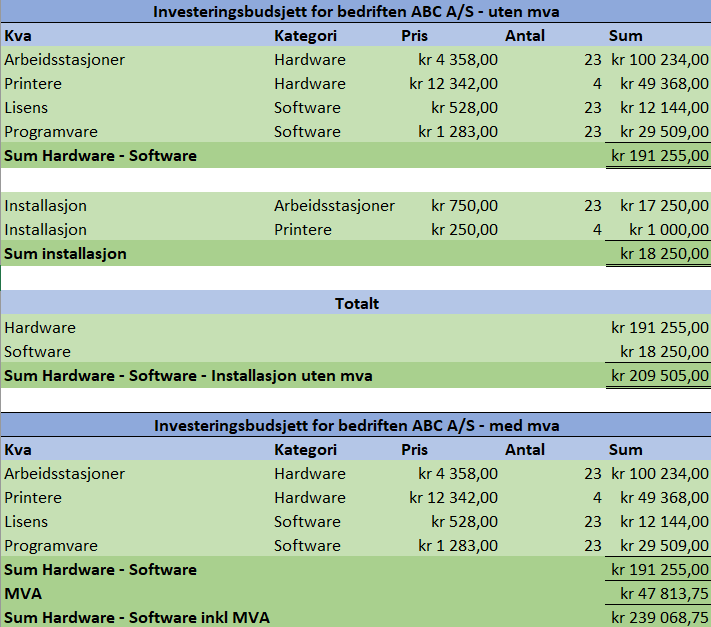 Investeringsbudsjett for bedriften ABC A/S - uten mva
Kva Kategori Pris Antal Sum
Arbeidsstasjoner Hardware kr 4 358,00 23 kr 100 234,00
Printere Hardware kr 12 342,00 4 kr 49 368,00
Lisens Software kr 528,00 23 kr 12 144,00
Programvare Software kr 1 283,00 23 kr 29 509,00
Sum Hardware - Software kr 191 255,00
Installasjon Arbeidsstasjoner kr 750,00 23 kr 17 250,00
Installasjon Printere kr 250,00 4 kr 1 000,00
Sum installasjon kr 18 250,00
Totalt
Hardware kr 191 255,00
Software kr 18 250,00
Sum Hardware - Software - Installasjon uten mva kr 209 505,00
Investeringsbudsjett for bedriften ABC A/S - med mva
Kva Kategori Pris Antal Sum
Arbeidsstasjoner Hardware kr 4 358,00 23 kr 100 234,00
Printere Hardware kr 12 342,00 4 kr 49 368,00
Lisens Software kr 528,00 23 kr 12 144,00
Programvare Software kr 1 283,00 23 kr 29 509,00
Sum Hardware - Software kr 191 255,00
MVA kr 47 813,75
Sum Hardware - Software inkl MVA kr 239 068,75